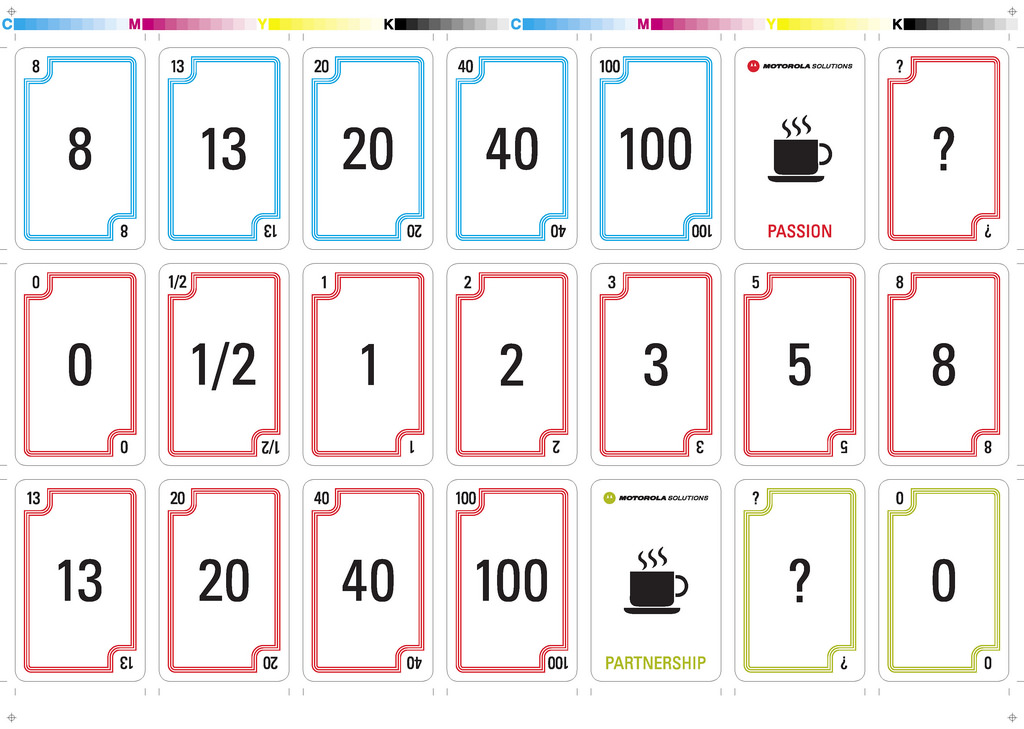 C M Y K C M Y K
8 13 20 40 100 MOTOROLA SOLUTIONS ?
8 13 20 40 100 ?
PASSION
8 13 20 40 100 ?
0 1/2 1 2 3 5 8
0 1/2 1 2 3 5 8
0 1/2 1 2 3 5 8
13 20 40 100 MOTOROLA SOLUTIONS ? 0
13 20 40 100 ? 0
PARTNERSHIP
13 20 40 100 ? 0